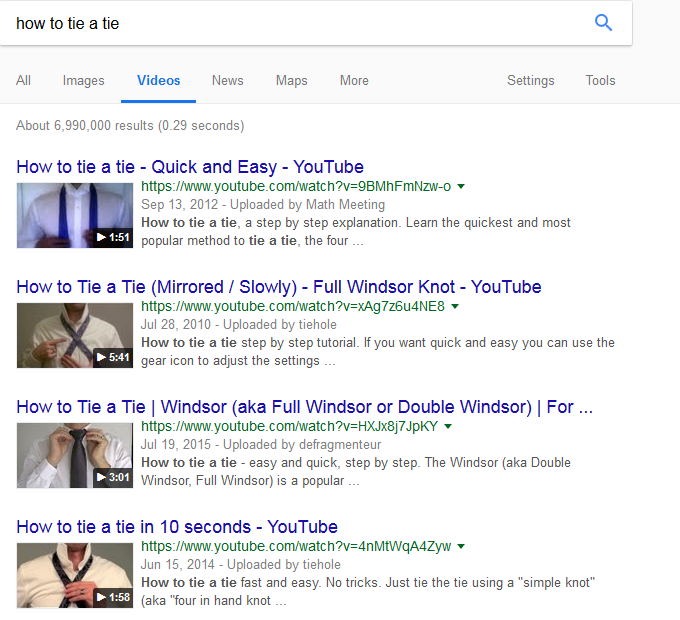 how to tie a tie
All Images Videos News Maps More Settings Tools
About 6,990,000 results (0.29 seconds)
How to tie a tie - Quick and Easy - YouTube
https://www.youtube.com/watch?v=9BMhFmNzw-o
Sep 13, 2012 - Uploaded by Math Meeting
How to tie a tie, a step by step explanation. Learn the quickest and most
popular method to tie a tie, the four ...
1:51
How to Tie a Tie (Mirrored / Slowly) - Full Windsor Knot - YouTube
https://www.youtube.com/watch?v=xAg7z6u4NE8
Jul 28, 2010 - Uploaded by tiehole
How to tie a tie step by step tutorial. If you want quick and easy you can use the
gear icon to adjust the settings ...
5:41
How to Tie a Tie | Windsor (aka Full Windsor or Double Windsor) | For ...
https://www.youtube.com/watch?v=HXJx8j7JpKY
Jul 19, 2015 - Uploaded by defragmenteur
How to tie a tie - easy and quick, step by step. The Windsor (aka Double
Windsor, Full Windsor) is a popular ...
3:01
How to tie a tie in 10 seconds - YouTube
https://www.youtube.com/watch?v=4nMtWqA4Zyw
Jun 15, 2014 - Uploaded by tiehole
How to tie a tie fast and easy. No tricks. Just tie the tie using a "simple knot"
(aka "four in hand knot ...
1:58